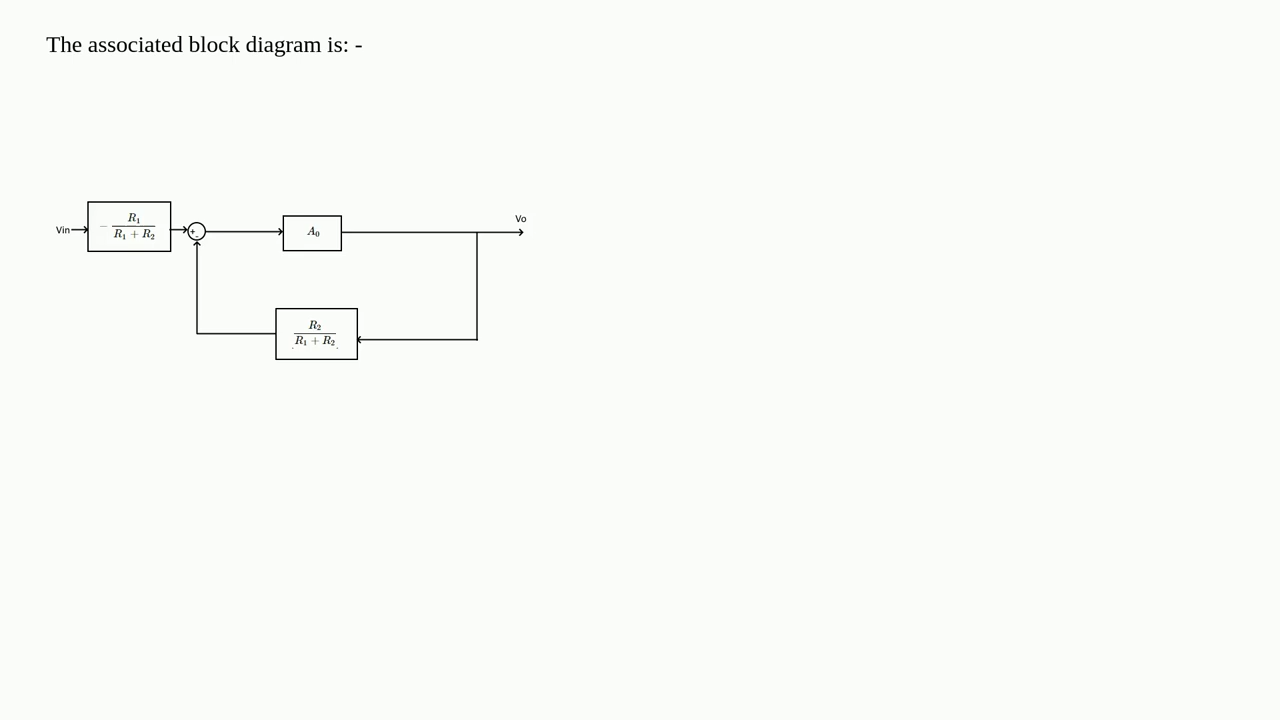 The associated block diagram is: -
Vo
Vin
− R₁ / (R₁ + R₂)
+
-
A₀
R₂ / (R₁ + R₂)